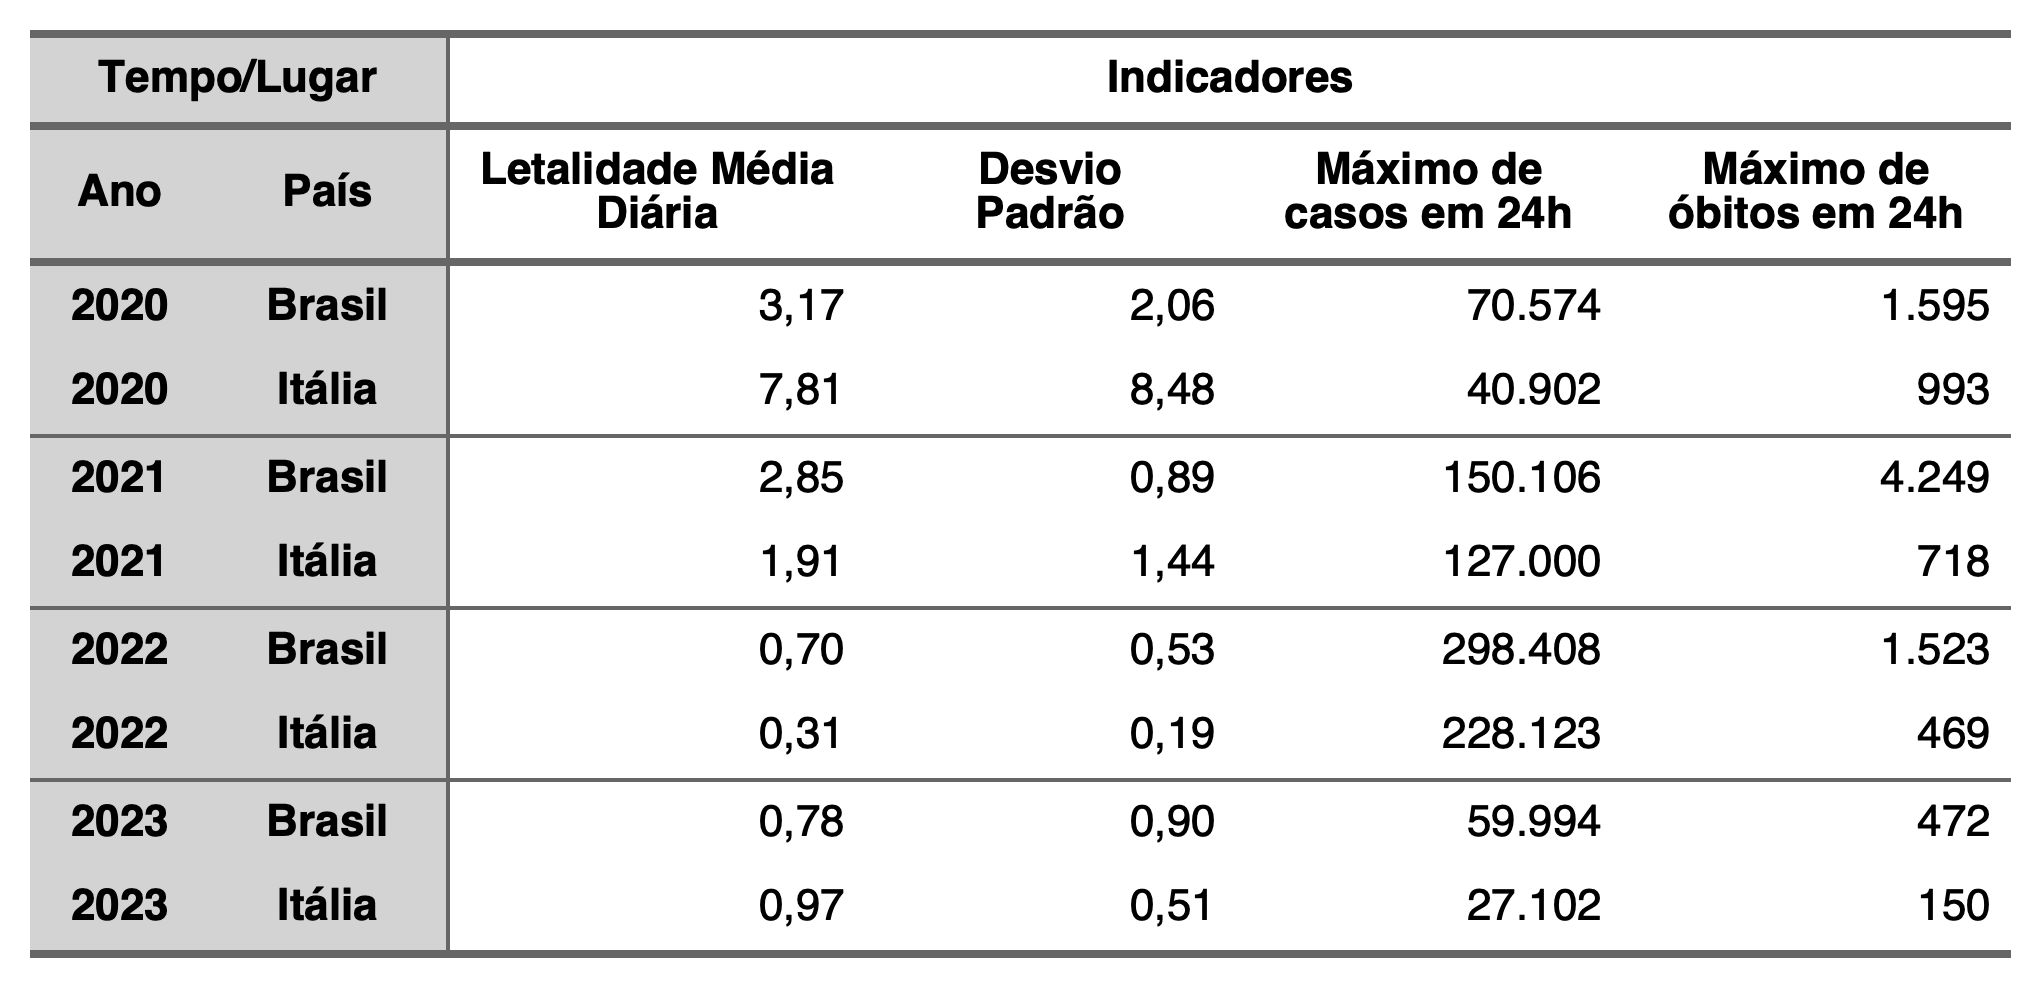 Tempo/Lugar Indicadores
Ano País Letalidade Média Diária Desvio Padrão Máximo de casos em 24h Máximo de óbitos em 24h
2020 Brasil 3,17 2,06 70.574 1.595
2020 Itália 7,81 8,48 40.902 993
2021 Brasil 2,85 0,89 150.106 4.249
2021 Itália 1,91 1,44 127.000 718
2022 Brasil 0,70 0,53 298.408 1.523
2022 Itália 0,31 0,19 228.123 469
2023 Brasil 0,78 0,90 59.994 472
2023 Itália 0,97 0,51 27.102 150